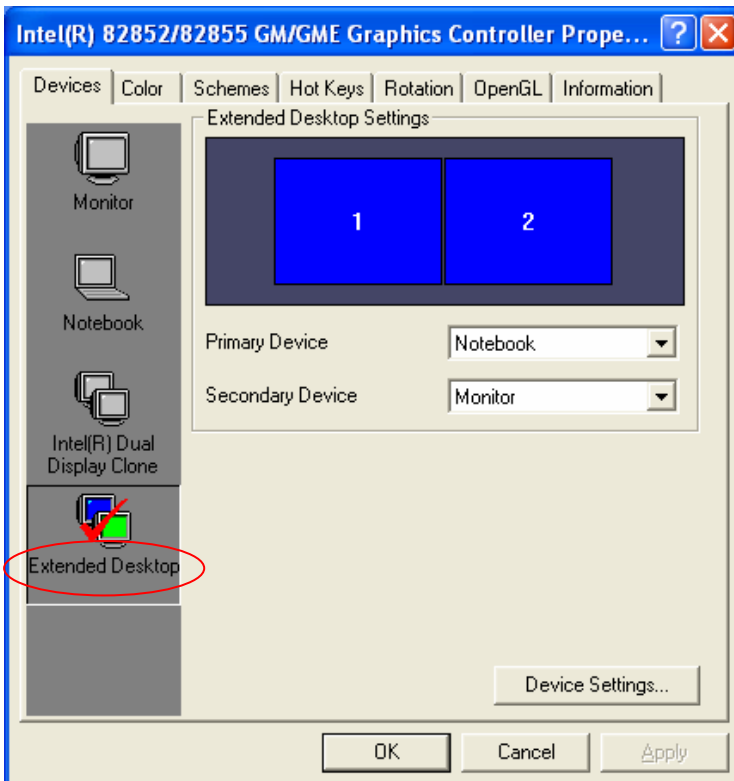 Intel(R) 82852/82855 GM/GME Graphics Controller Prope...
Devices
Color
Schemes
Hot Keys
Rotation
OpenGL
Information
Monitor
Notebook
Intel(R) Dual
Display Clone
Extended Desktop
Extended Desktop Settings
1
2
Primary Device
Notebook
Secondary Device
Monitor
Device Settings...
OK
Cancel
Apply